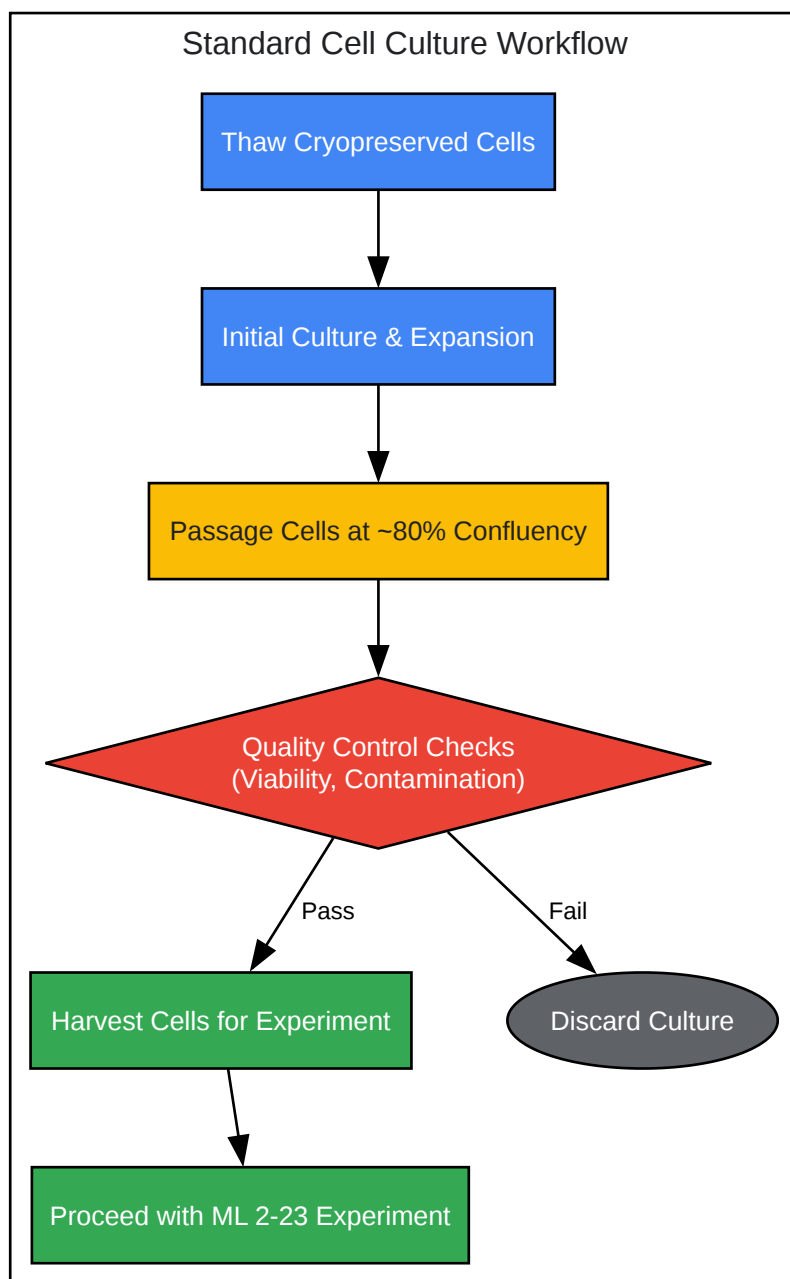 Standard Cell Culture Workflow
Thaw Cryopreserved Cells
Initial Culture & Expansion
Passage Cells at ~80% Confluency
Quality Control Checks
(Viability, Contamination)
Pass
Fail
Harvest Cells for Experiment
Discard Culture
Proceed with ML 2-23 Experiment